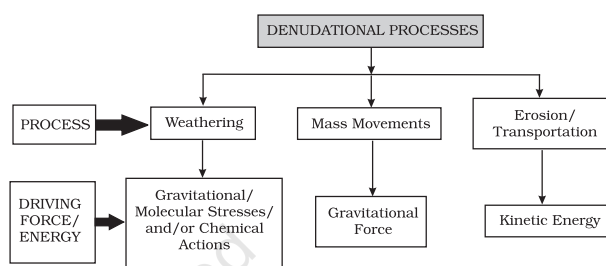 DENUDATIONAL PROCESSES
PROCESS
Weathering
Mass Movements
Erosion/
Transportation
DRIVING
FORCE/
ENERGY
Gravitational/
Molecular Stresses/
and/or Chemical
Actions
Gravitational
Force
Kinetic Energy